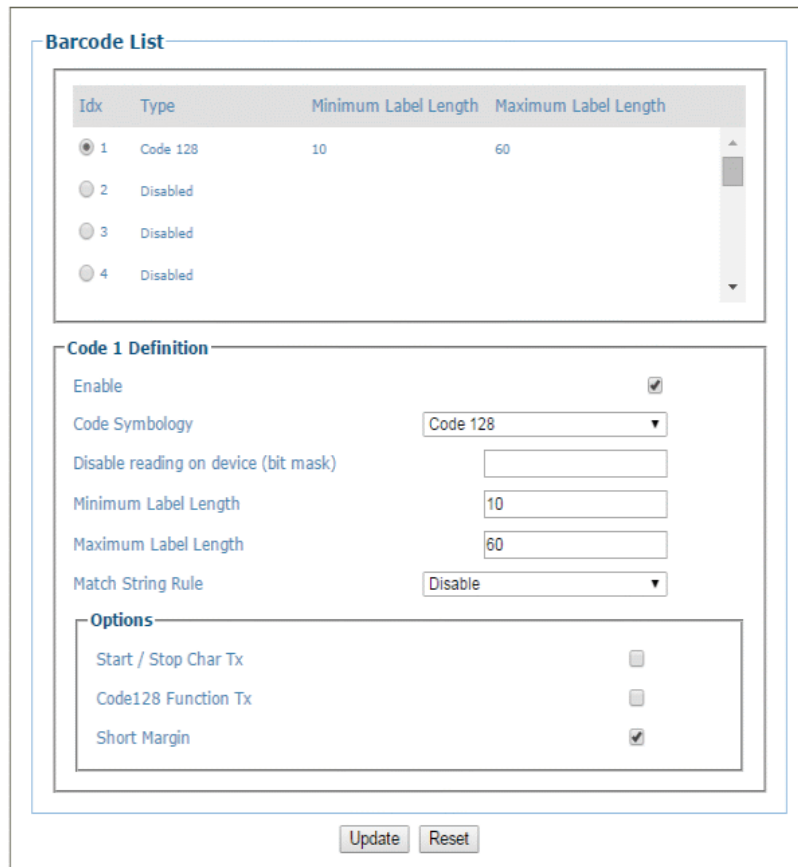 Barcode List
Idx Type Minimum Label Length Maximum Label Length
1 Code 128 10 60
2 Disabled
3 Disabled
4 Disabled
Code 1 Definition
Enable
Code Symbology Code 128
Disable reading on device (bit mask)
Minimum Label Length 10
Maximum Label Length 60
Match String Rule Disable
Options
Start / Stop Char Tx
Code128 Function Tx
Short Margin
Update Reset